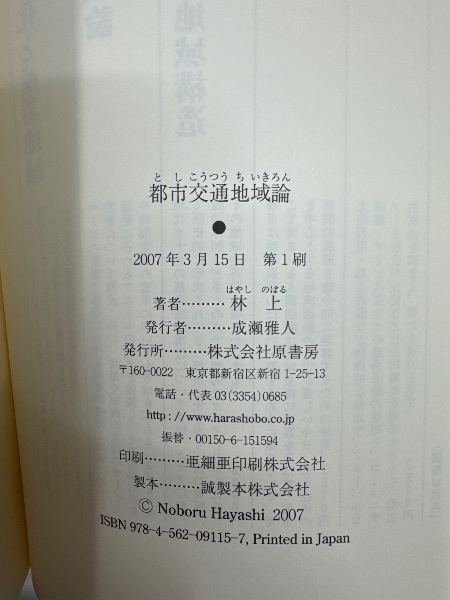 とし こうつう ち いきろん
都市交通地域論
●
2007年3月15日 第1刷
はやし のぼる
著者………林 上
発行者………成瀬雅人
発行所………株式会社原書房
〒160-0022 東京都新宿区新宿1-25-13
電話・代表03(3354)0685
http://www.harashobo.co.jp
振替・00150-6-151594
印刷………亜細亜印刷株式会社
製本………誠製本株式会社
© Noboru Hayashi 2007
ISBN 978-4-562-09115-7, Printed in Japan